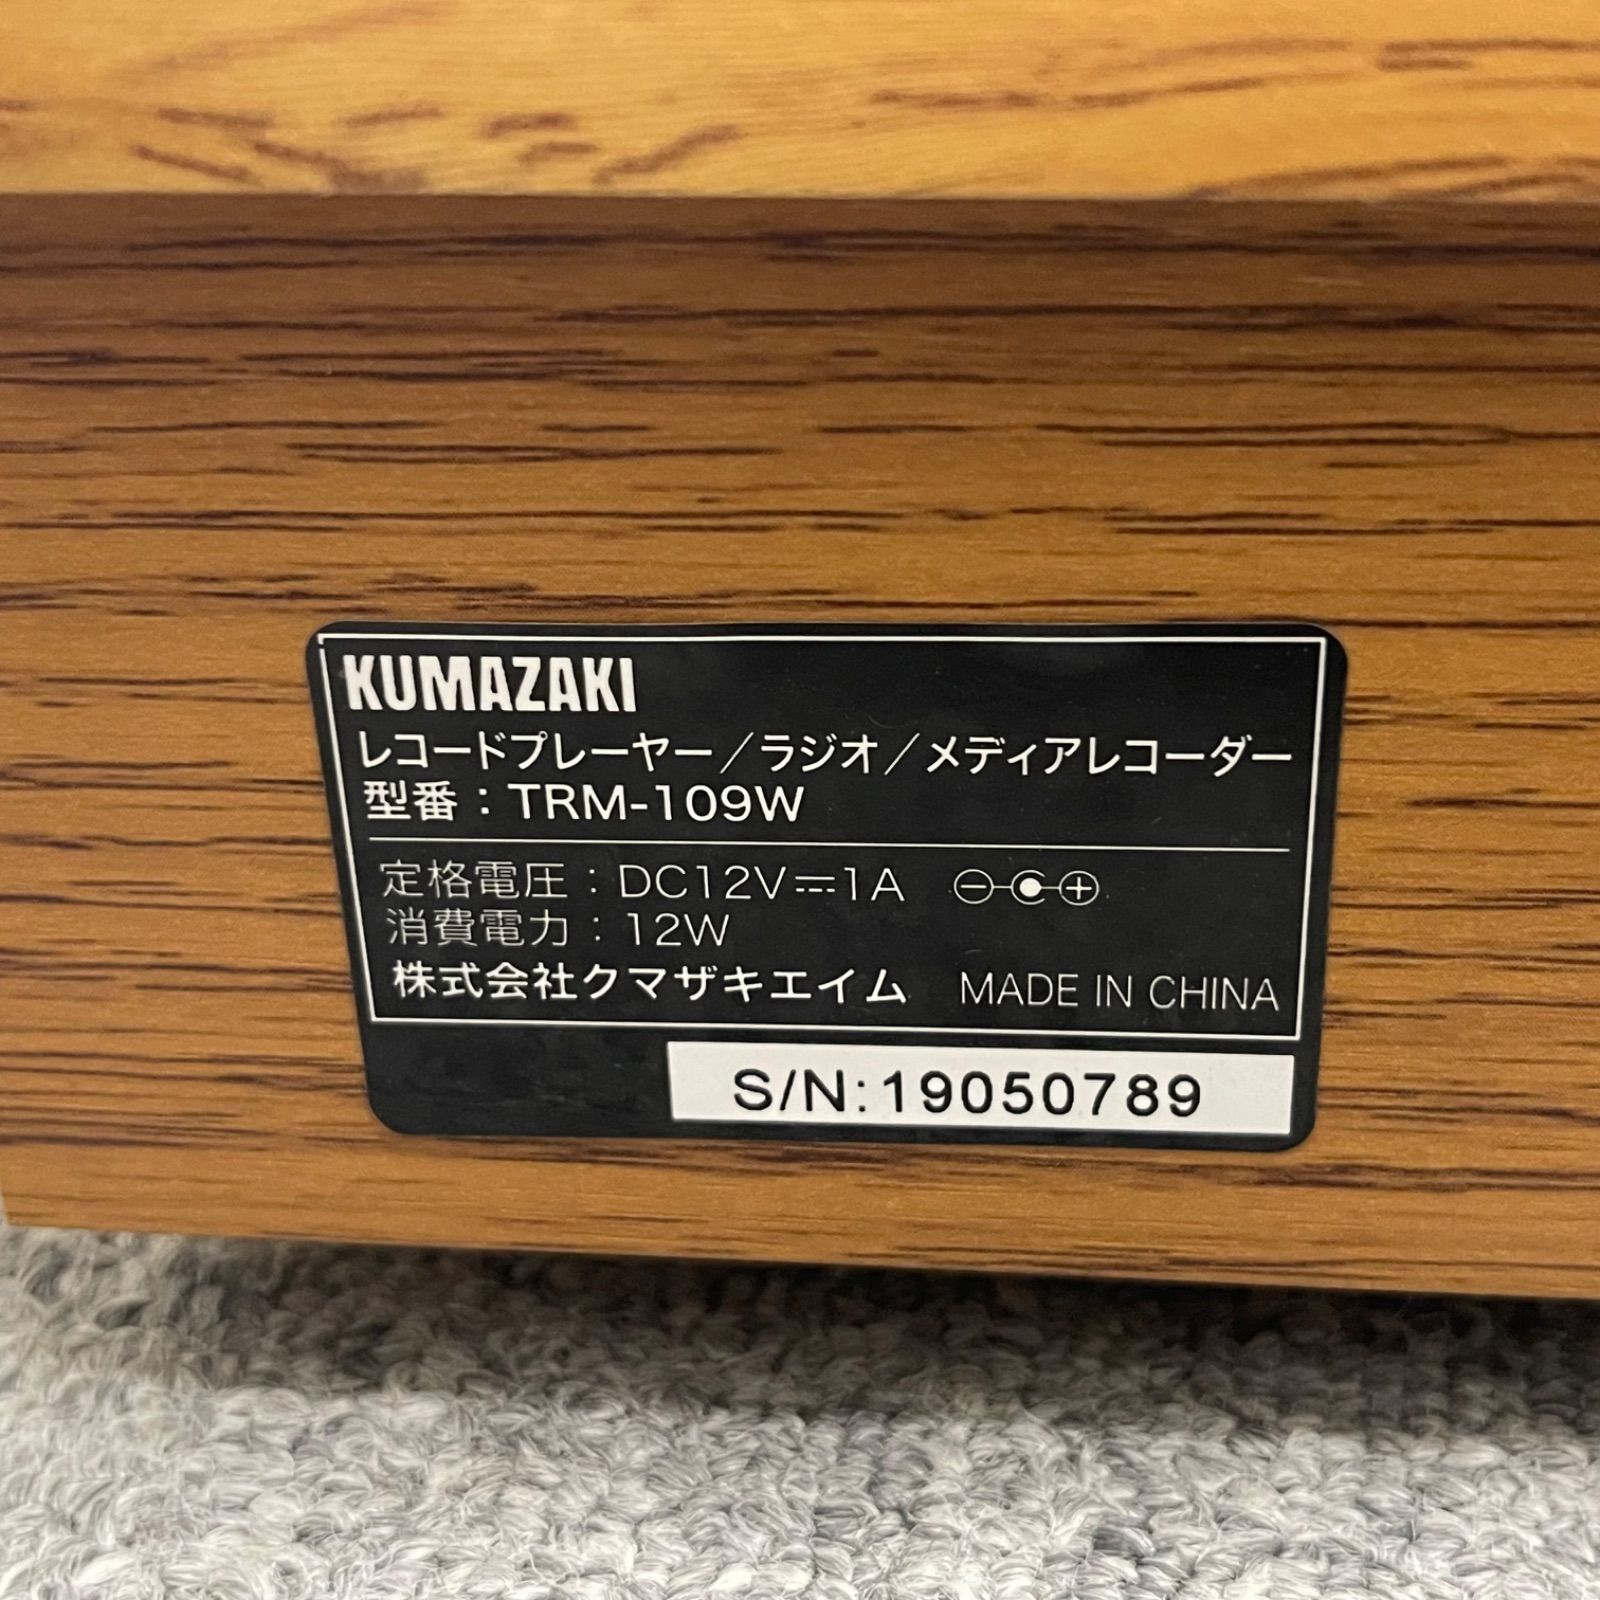 KUMAZAKI
レコードプレーヤー/ラジオ/メディアレコーダー
型番：TRM-109W
定格電圧：DC12V⎓1A
消費電力：12W
株式会社クマザキエイム MADE IN CHINA
S/N:19050789